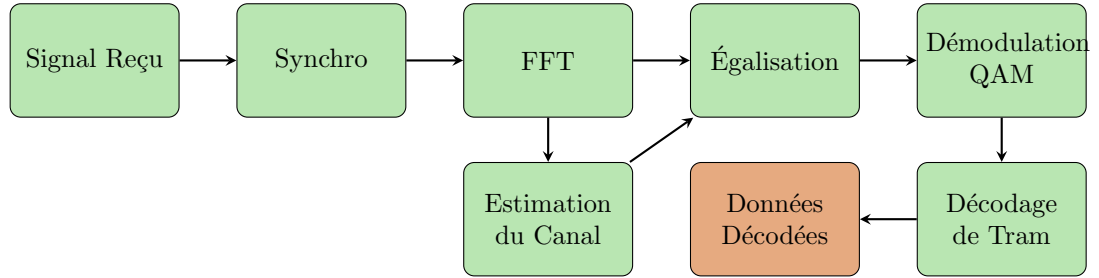 Signal Reçu
Synchro
FFT
Égalisation
Démodulation
QAM
Estimation
du Canal
Données
Décodées
Décodage
de Tram